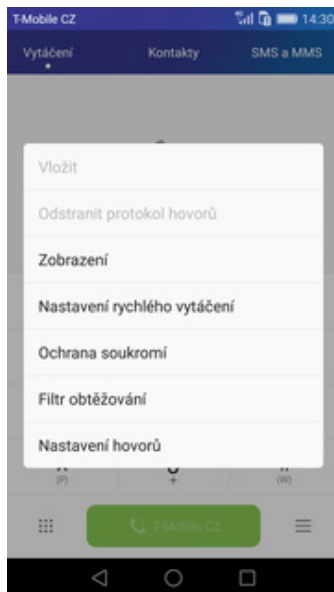 T-Mobile CZ 14:30
Vytáčení Kontakty SMS a MMS
Vložit
Odstranit protokol hovorů
Zobrazení
Nastavení rychlého vytáčení
Ochrana soukromí
Filtr obtěžování
Nastavení hovorů
(P) + (W)
T-Mobile CZ